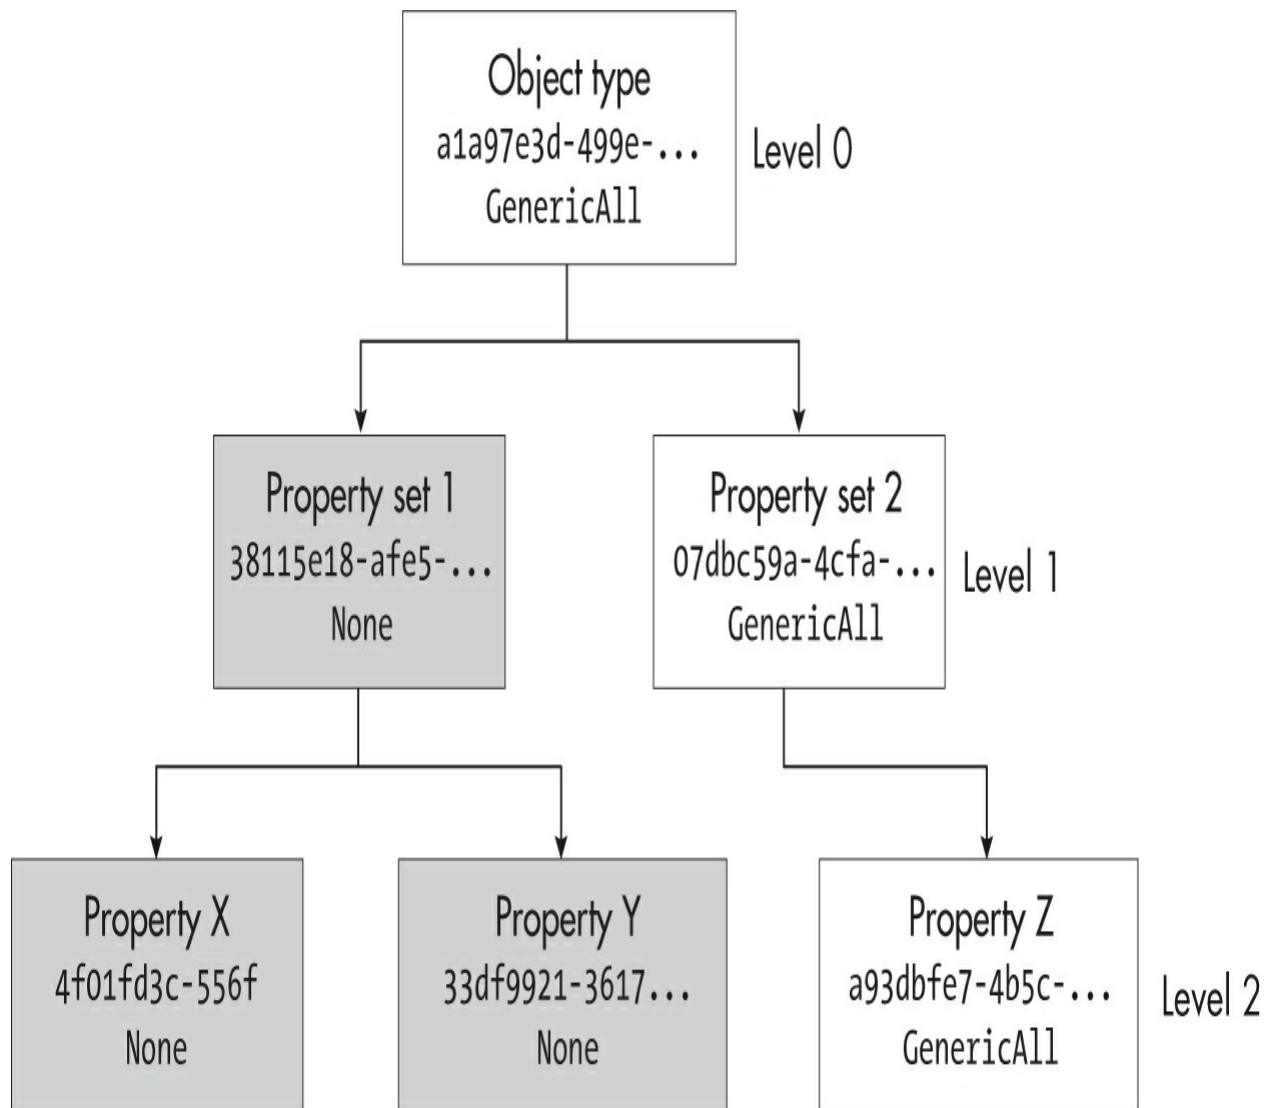 Object type
a1a97e3d-499e-...
GenericAll
Level 0
Property set 1
38115e18-afe5-...
None
Property set 2
07dbc59a-4cfa-...
GenericAll
Level 1
Property X
4f01fd3c-556f
None
Property Y
33df9921-3617...
None
Property Z
a93dbfe7-4b5c-...
GenericAll
Level 2